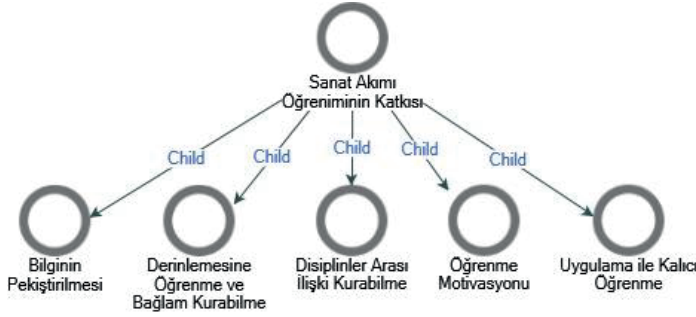 Sanat Akımı
Öğreniminin Katkısı
Child
Child
Child
Child
Child
Bilginin
Pekiştirilmesi
Derinlemesine
Öğrenme ve
Bağlam Kurabilme
Disiplinler Arası
İlişki Kurabilme
Öğrenme
Motivasyonu
Uygulama ile Kalıcı
Öğrenme